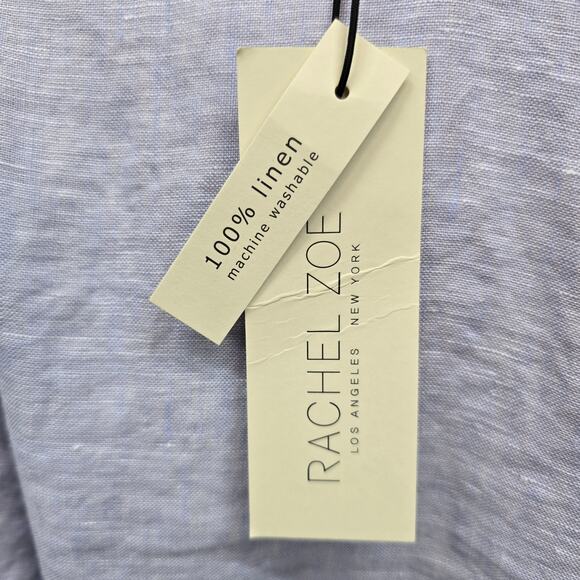 100% linen
machine washable
RACHEL ZOE
LOS ANGELES NEW YORK